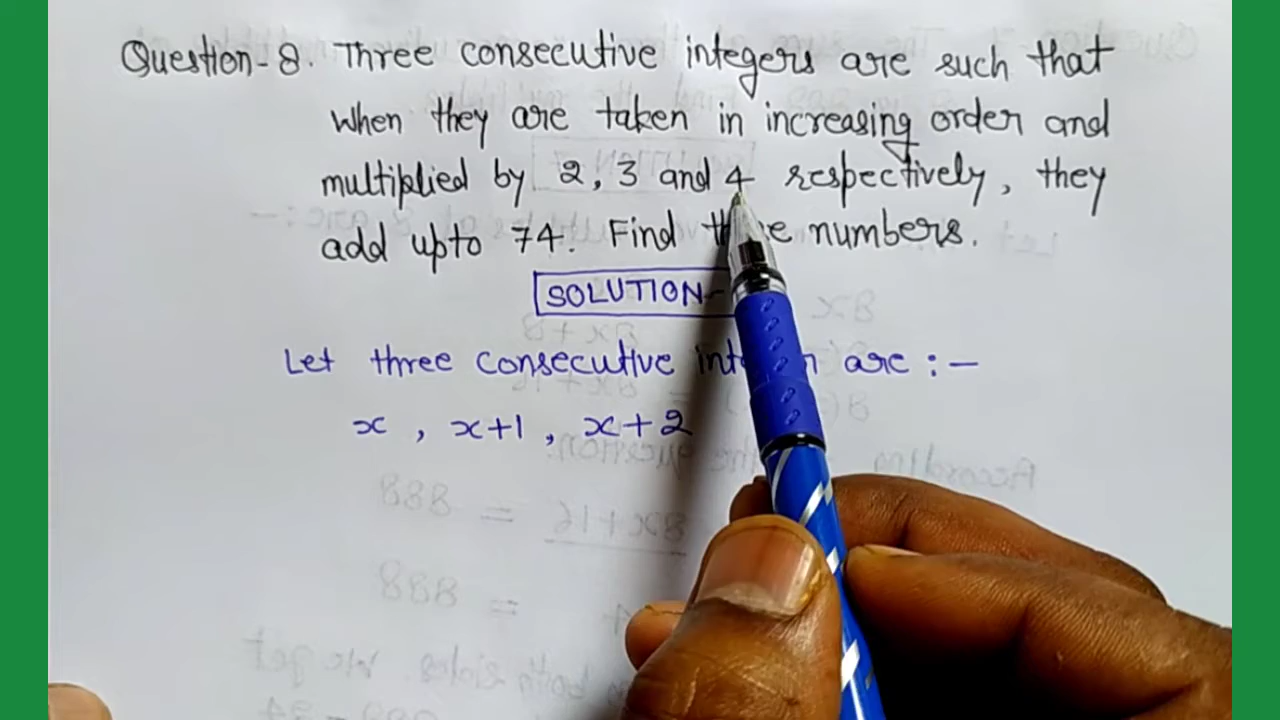 Question-8. Three consecutive integers are such that
When they are taken in increasing order and
multiplied by 2, 3 and 4 respectively, they
add upto 74. Find numbers.
SOLUTION-
Let three consecutive are :-
x, x+1, x+2